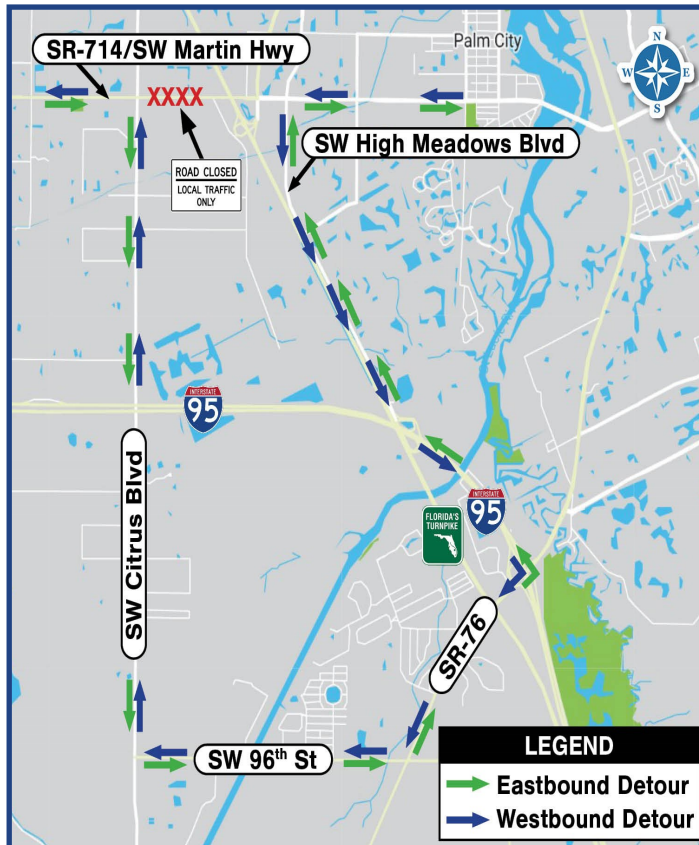 SR-714/SW Martin Hwy
Palm City
N
W
E
S
XXXX
ROAD CLOSED
LOCAL TRAFFIC
ONLY
SW High Meadows Blvd
INTERSTATE
95
SW Citrus Blvd
INTERSTATE
95
FLORIDA'S
TURNPIKE
SR-76
SW 96th St
LEGEND
Eastbound Detour
Westbound Detour